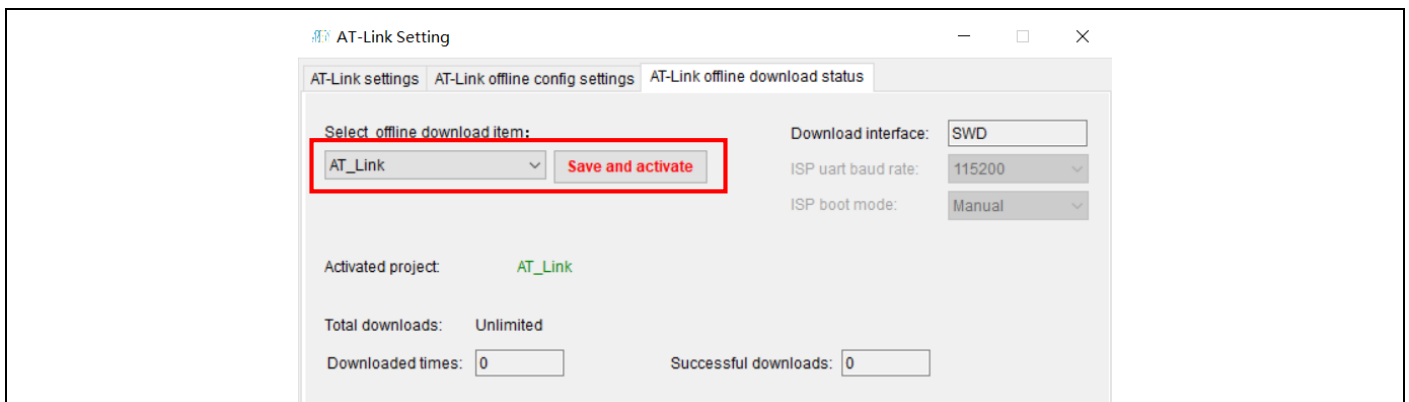 AT-Link Setting
AT-Link settings AT-Link offline config settings AT-Link offline download status
Select offline download item：
Download interface: SWD
AT_Link Save and activate
ISP uart baud rate: 115200
ISP boot mode: Manual
Activated project: AT_Link
Total downloads: Unlimited
Downloaded times: 0 Successful downloads: 0